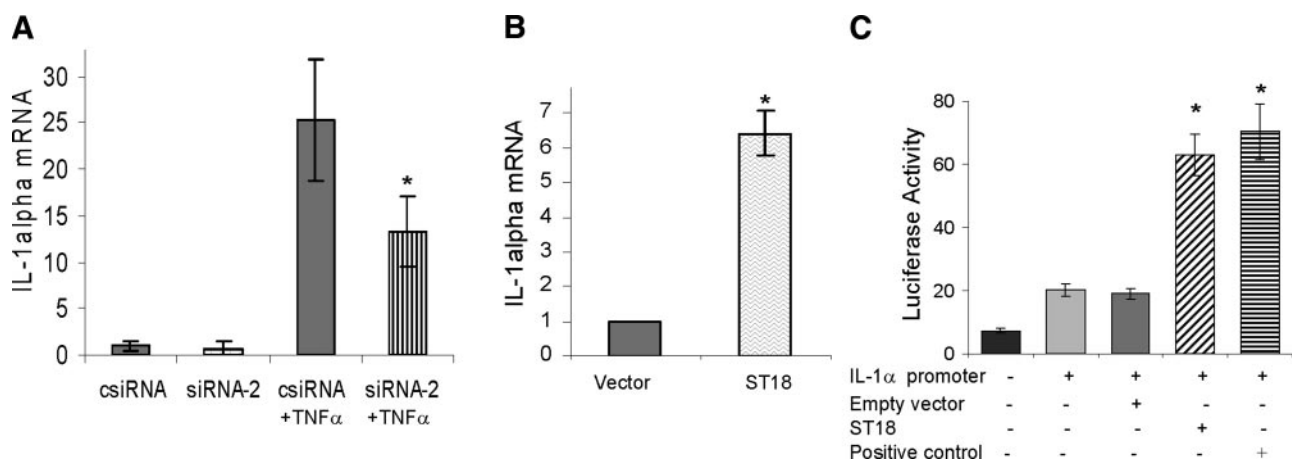 A
IL-1alpha mRNA
30
25
20
15
10
5
0
*
csiRNA siRNA-2 csiRNA +TNFα siRNA-2 +TNFα
B
IL-1alpha mRNA
7
6
5
4
3
2
1
0
*
Vector ST18
C
Luciferase Activity
80
60
40
20
0
* *
IL-1α promoter - + + + +
Empty vector - - + - -
ST18 - - - + -
Positive control - - - - +